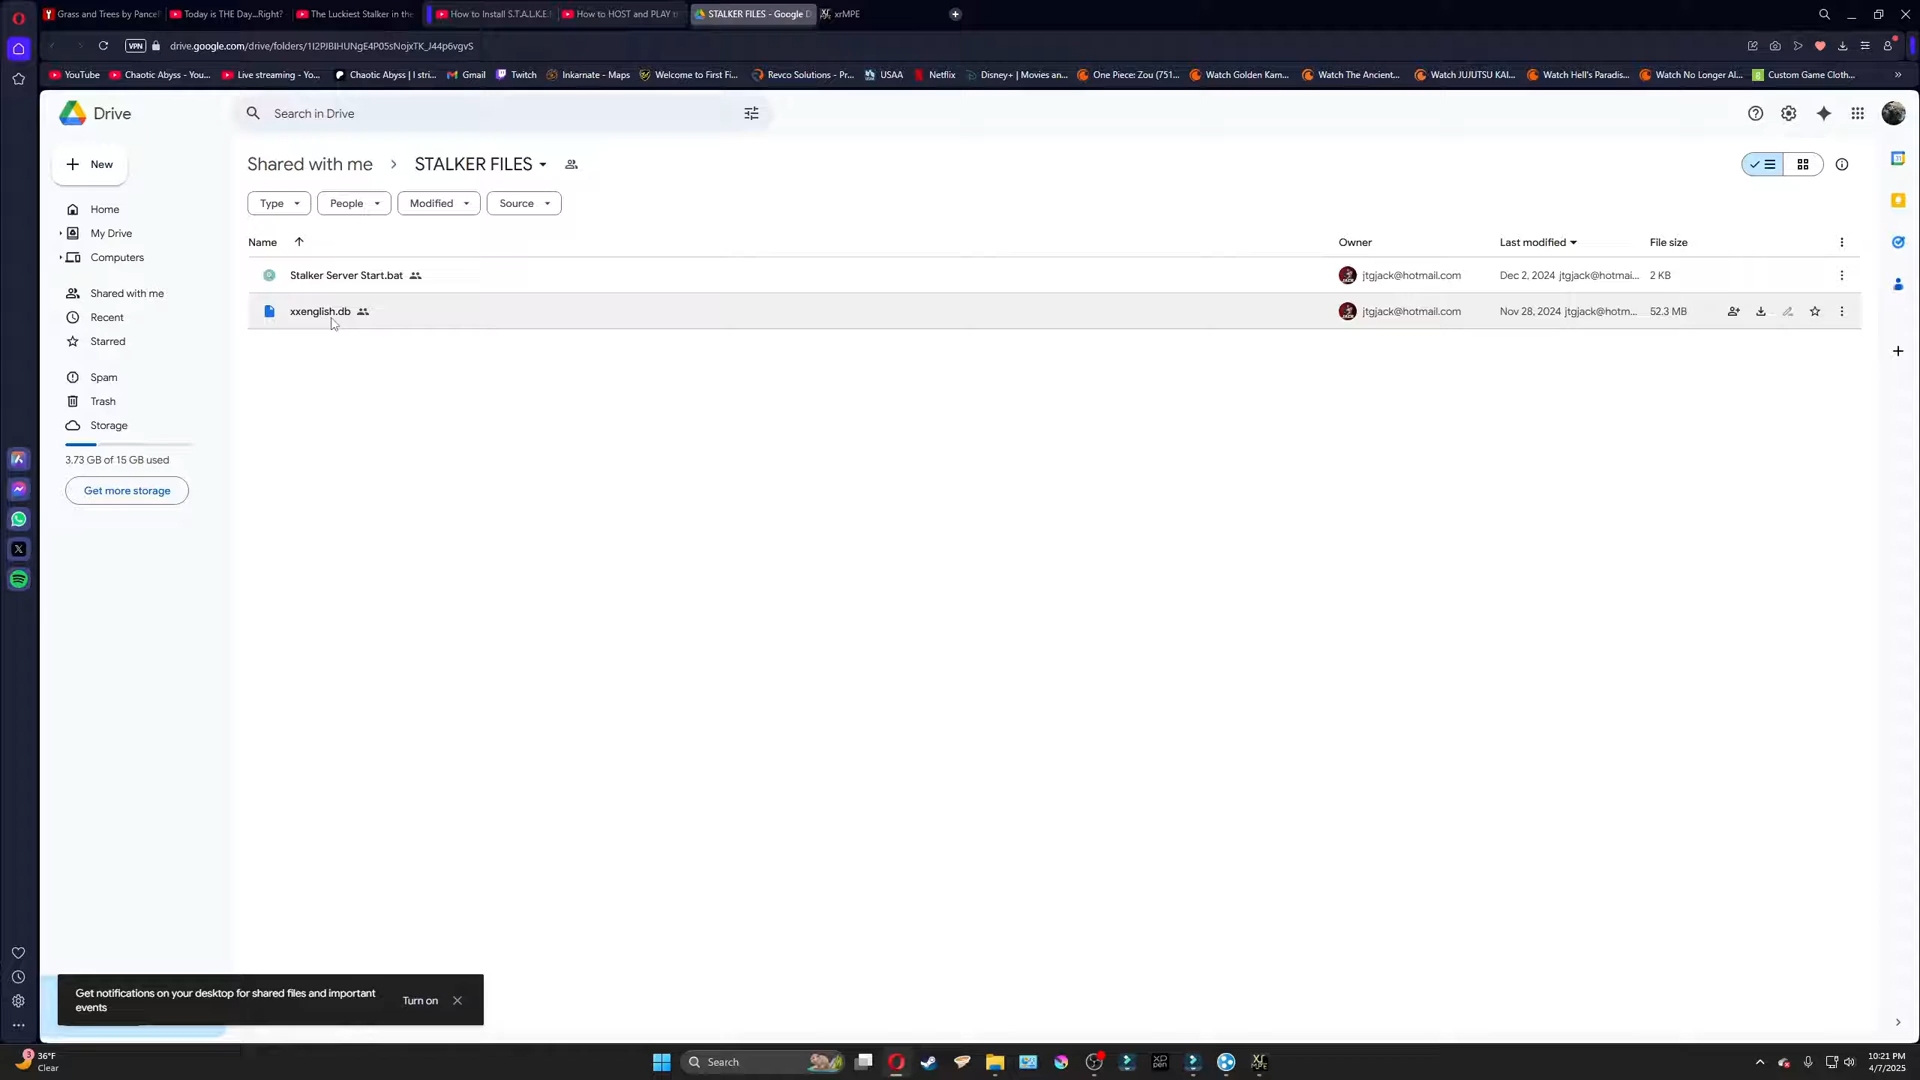 Grass and Trees by Pancel
Today is THE Day...Right?
The Luckiest Stalker in the
How to Install S.T.A.L.K.E.
How to HOST and PLAY t
STALKER FILES - Google D
xrMPE
VPN
drive.google.com/drive/folders/1I2PJBIHUNgE4P05sNojxTK_J44p6vgvS
YouTube
Chaotic Abyss - You...
Live streaming - Yo...
Chaotic Abyss | I stri...
Gmail
Twitch
Inkarnate - Maps
Welcome to First Fi...
Revco Solutions - Pr...
USAA
Netflix
Disney+ | Movies an...
One Piece: Zou (751...
Watch Golden Kam...
Watch The Ancient...
Watch JUJUTSU KAI...
Watch Hell's Paradis...
Watch No Longer Al...
Custom Game Cloth...
Drive
Search in Drive
New
Shared with me > STALKER FILES
Type
People
Modified
Source
Home
My Drive
Computers
Shared with me
Recent
Starred
Spam
Trash
Storage
3.73 GB of 15 GB used
Get more storage
Name
Owner
Last modified
File size
Stalker Server Start.bat
jtgjack@hotmail.com
Dec 2, 2024 jtgjack@hotmai...
2 KB
xxenglish.db
jtgjack@hotmail.com
Nov 28, 2024 jtgjack@hotm...
52.3 MB
Get notifications on your desktop for shared files and important
events
Turn on
3
36°F
Clear
Search
10:21 PM
4/7/2025